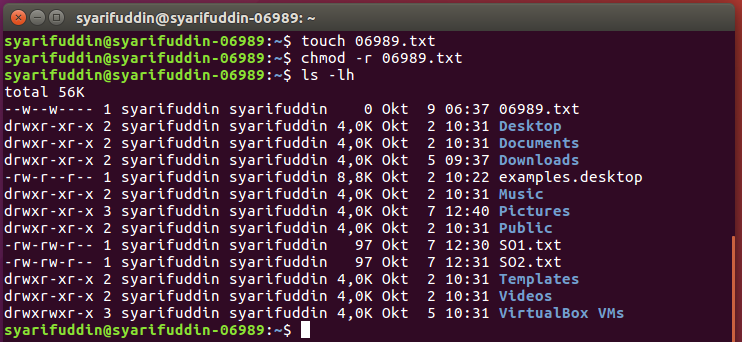 syarifuddin@syarifuddin-06989: ~
syarifuddin@syarifuddin-06989:~$ touch 06989.txt
syarifuddin@syarifuddin-06989:~$ chmod -r 06989.txt
syarifuddin@syarifuddin-06989:~$ ls -lh
total 56K
--w--w---- 1 syarifuddin syarifuddin    0 Okt  9 06:37 06989.txt
drwxr-xr-x 2 syarifuddin syarifuddin 4,0K Okt  2 10:31 Desktop
drwxr-xr-x 2 syarifuddin syarifuddin 4,0K Okt  2 10:31 Documents
drwxr-xr-x 2 syarifuddin syarifuddin 4,0K Okt  5 09:37 Downloads
-rw-r--r-- 1 syarifuddin syarifuddin 8,8K Okt  2 10:22 examples.desktop
drwxr-xr-x 2 syarifuddin syarifuddin 4,0K Okt  2 10:31 Music
drwxr-xr-x 3 syarifuddin syarifuddin 4,0K Okt  7 12:40 Pictures
drwxr-xr-x 2 syarifuddin syarifuddin 4,0K Okt  2 10:31 Public
-rw-rw-r-- 1 syarifuddin syarifuddin   97 Okt  7 12:30 SO1.txt
-rw-rw-r-- 1 syarifuddin syarifuddin   97 Okt  7 12:31 SO2.txt
drwxr-xr-x 2 syarifuddin syarifuddin 4,0K Okt  2 10:31 Templates
drwxr-xr-x 2 syarifuddin syarifuddin 4,0K Okt  2 10:31 Videos
drwxrwxr-x 3 syarifuddin syarifuddin 4,0K Okt  5 10:31 VirtualBox VMs
syarifuddin@syarifuddin-06989:~$